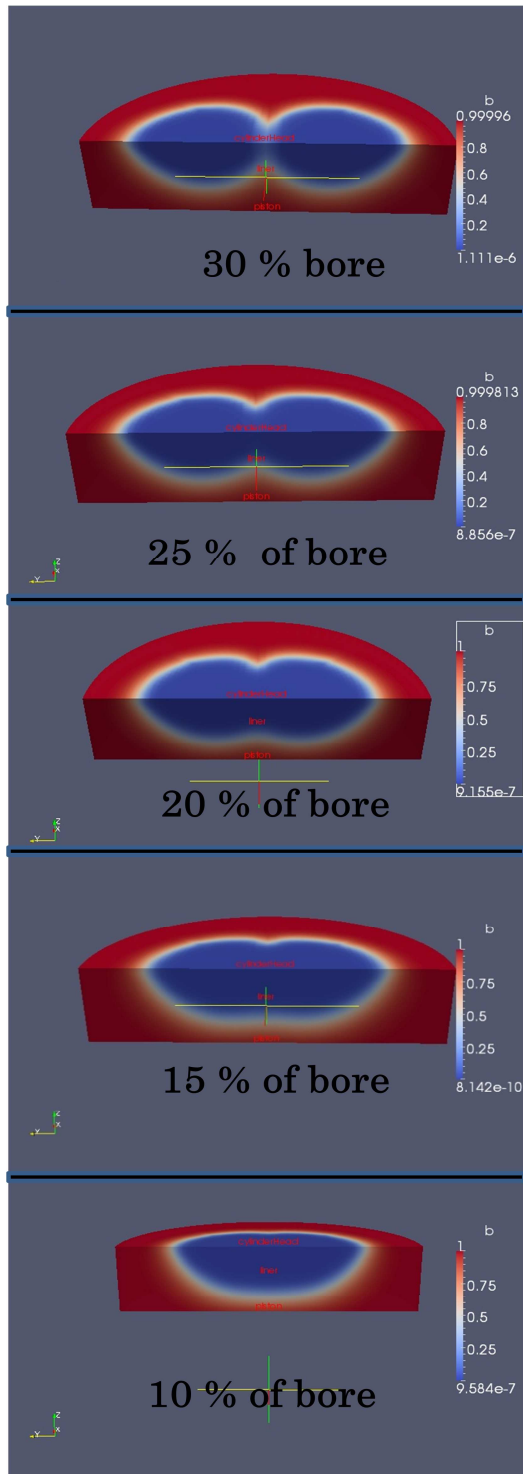 b
0.99996
0.8
0.6
0.4
0.2
1.111e-6
cylinderHead
liner
piston
30 % bore
b
0.999813
0.8
0.6
0.4
0.2
8.856e-7
cylinderHead
liner
piston
25 %  of bore
Z
X
Y
b
1
0.75
0.5
0.25
9.155e-7
cylinderHead
liner
piston
20 % of bore
Z
X
Y
b
1
0.75
0.5
0.25
8.142e-10
cylinderHead
liner
piston
15 % of bore
Z
X
Y
b
1
0.75
0.5
0.25
9.584e-7
cylinderHead
liner
piston
10 % of bore
Z
X
Y